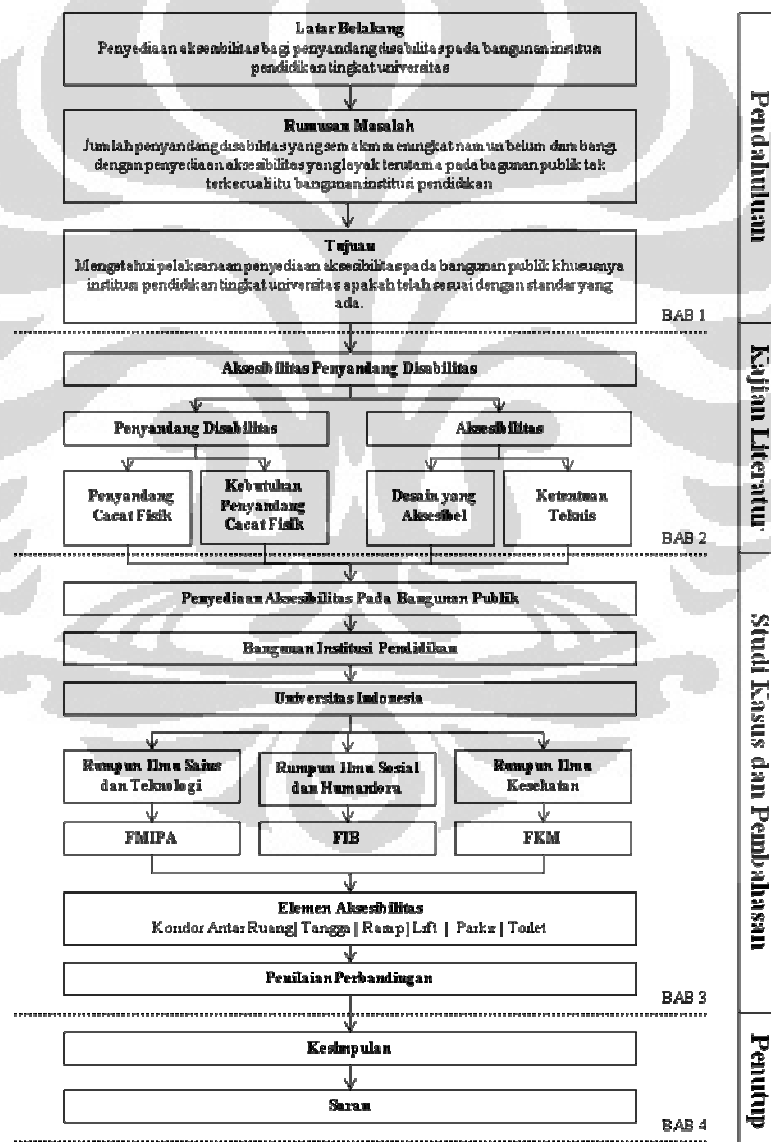 Latar Belakang
Penyediaan aksesibilitas bagi penyandang disabilitas pada bangunan institusi
pendidikan tingkat universitas
Rumusan Masalah
Jumlah penyandang disabilitas yang semakin meningkat namun belum diimbangi
dengan penyediaan aksesibilitas yang layak terutama pada bagunan publik tak
terkecuali itu bangunan institusi pendidikan
Tujuan
Mengetahui pelaksanaan penyediaan aksesibilitas pada bangunan publik khususnya
institusi pendidikan tingkat universitas apakah telah sesuai dengan standar yang
ada.
BAB 1
Pendahuluan
Aksesibilitas Penyandang Disabilitas
Penyandang Disabilitas
Aksesibilitas
Penyandang
Cacat Fisik
Kebutuhan
Penyandang
Cacat Fisik
Desain yang
Aksesibel
Ketentuan
Teknis
BAB 2
Kajian Literatur
Penyediaan Aksesibilitas Pada Bangunan Publik
Bangunan Institusi Pendidikan
Universitas Indonesia
Rumpun Ilmu Sains
dan Teknologi
Rumpun Ilmu Sosial
dan Humaniora
Rumpun Ilmu
Kesehatan
FMIPA
FIB
FKM
Elemen Aksesibilitas
Koridor Antar Ruang| Tangga | Ramp| Lift | Parkir | Toilet
Penilaian Perbandingan
BAB 3
Studi Kasus dan Pembahasan
Kesimpulan
Saran
BAB 4
Penutup